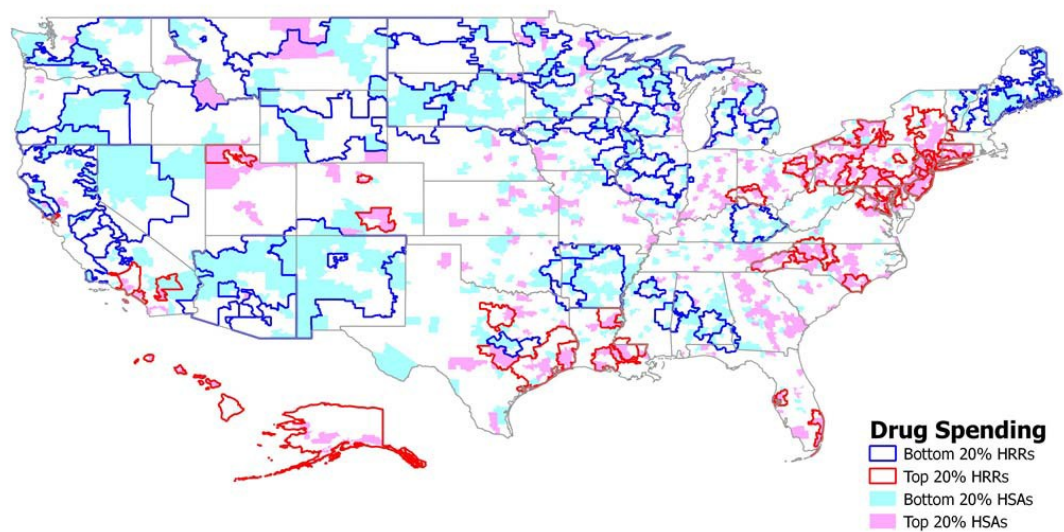 Drug Spending
Bottom 20% HRRs
Top 20% HRRs
Bottom 20% HSAs
Top 20% HSAs